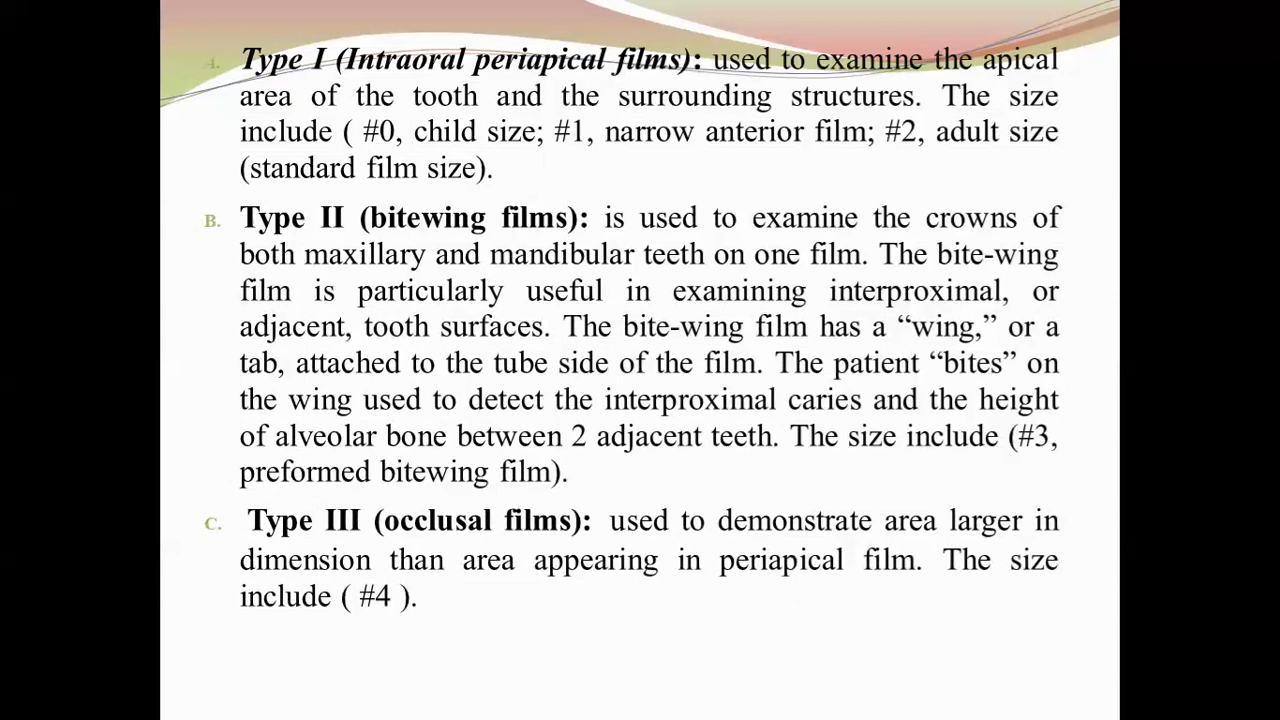 A. Type I (Intraoral periapical films): used to examine the apical
area of the tooth and the surrounding structures. The size
include ( #0, child size; #1, narrow anterior film; #2, adult size
(standard film size).
B. Type II (bitewing films): is used to examine the crowns of
both maxillary and mandibular teeth on one film. The bite-wing
film is particularly useful in examining interproximal, or
adjacent, tooth surfaces. The bite-wing film has a “wing,” or a
tab, attached to the tube side of the film. The patient “bites” on
the wing used to detect the interproximal caries and the height
of alveolar bone between 2 adjacent teeth. The size include (#3,
preformed bitewing film).
C. Type III (occlusal films): used to demonstrate area larger in
dimension than area appearing in periapical film. The size
include ( #4 ).